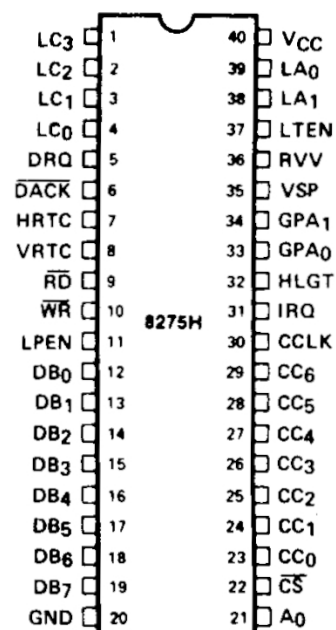 LC3 1 40 VCC
LC2 2 39 LA0
LC1 3 38 LA1
LC0 4 37 LTEN
DRQ 5 36 RVV
DACK 6 35 VSP
HRTC 7 34 GPA1
VRTC 8 33 GPA0
RD 9 32 HLGT
WR 10 31 IRQ
8275H
LPEN 11 30 CCLK
DB0 12 29 CC6
DB1 13 28 CC5
DB2 14 27 CC4
DB3 15 26 CC3
DB4 16 25 CC2
DB5 17 24 CC1
DB6 18 23 CC0
DB7 19 22 CS
GND 20 21 A0